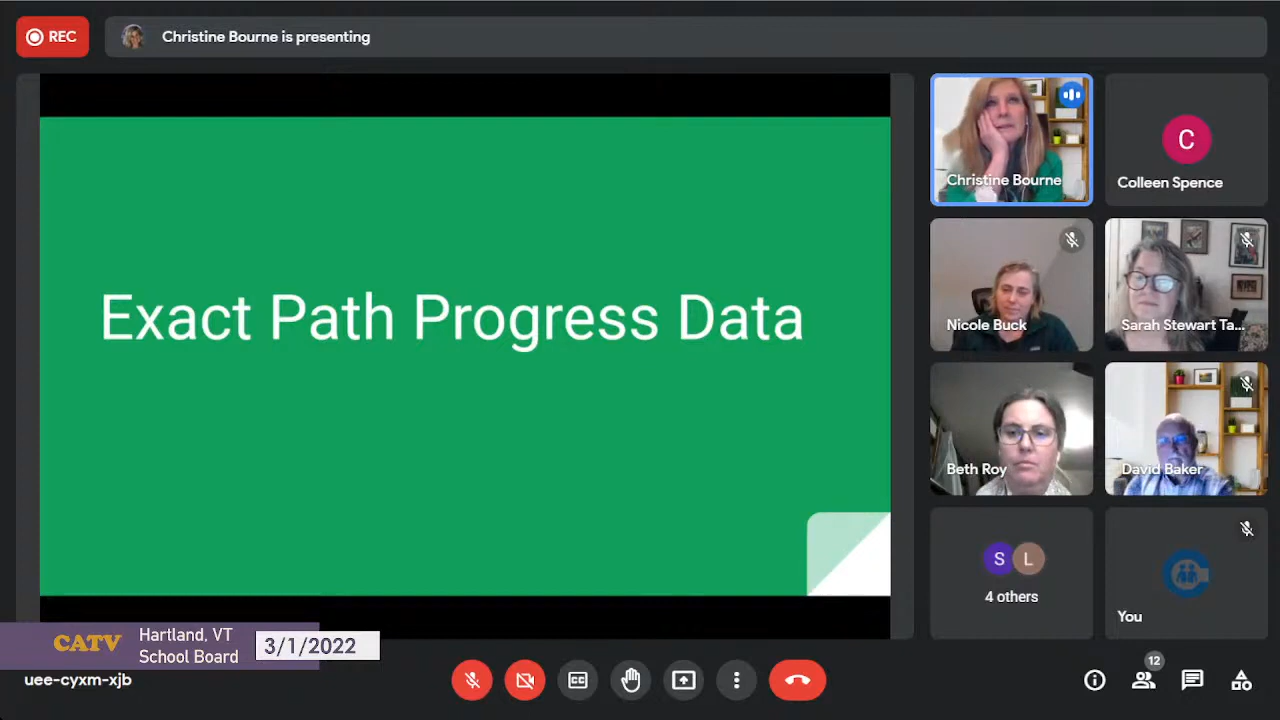 REC
Christine Bourne is presenting
Exact Path Progress Data
Christine Bourne
C
Colleen Spence
Nicole Buck
Sarah Stewart Ta...
Beth Roy
David Baker
S
L
4 others
You
CATV
Hartland, VT
School Board
3/1/2022
uee-cyxm-xjb
CC
12